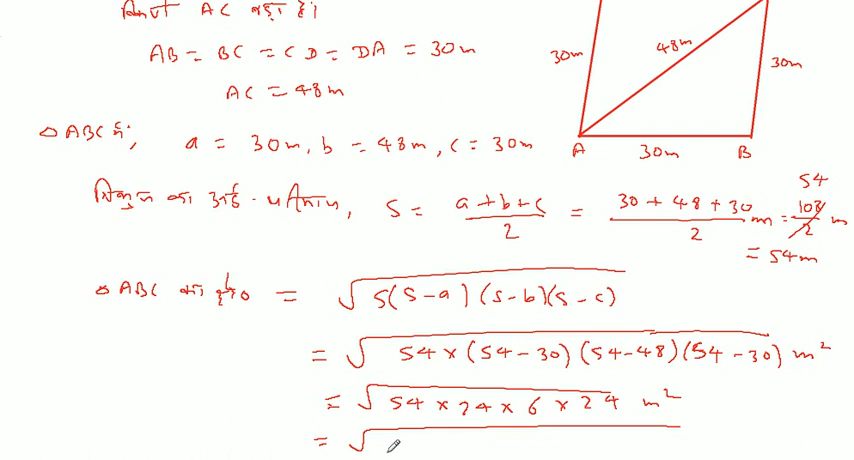 AC बड़ा है।
AB = BC = CD = DA = 30m
AC = 48m
△ABC में, a = 30m, b = 48m, c = 30m
त्रिभुज का अर्ध-परिमाप, S = a+b+c/2 = 30+48+30/2 m = 108/2 m 54
= 54m
△ABC का = √S(S-a)(S-b)(S-c)
= √54×(54-30)(54-48)(54-30) m²
= √54×24×6×24 m²
= √
30m
48m
30m
A
30m
B